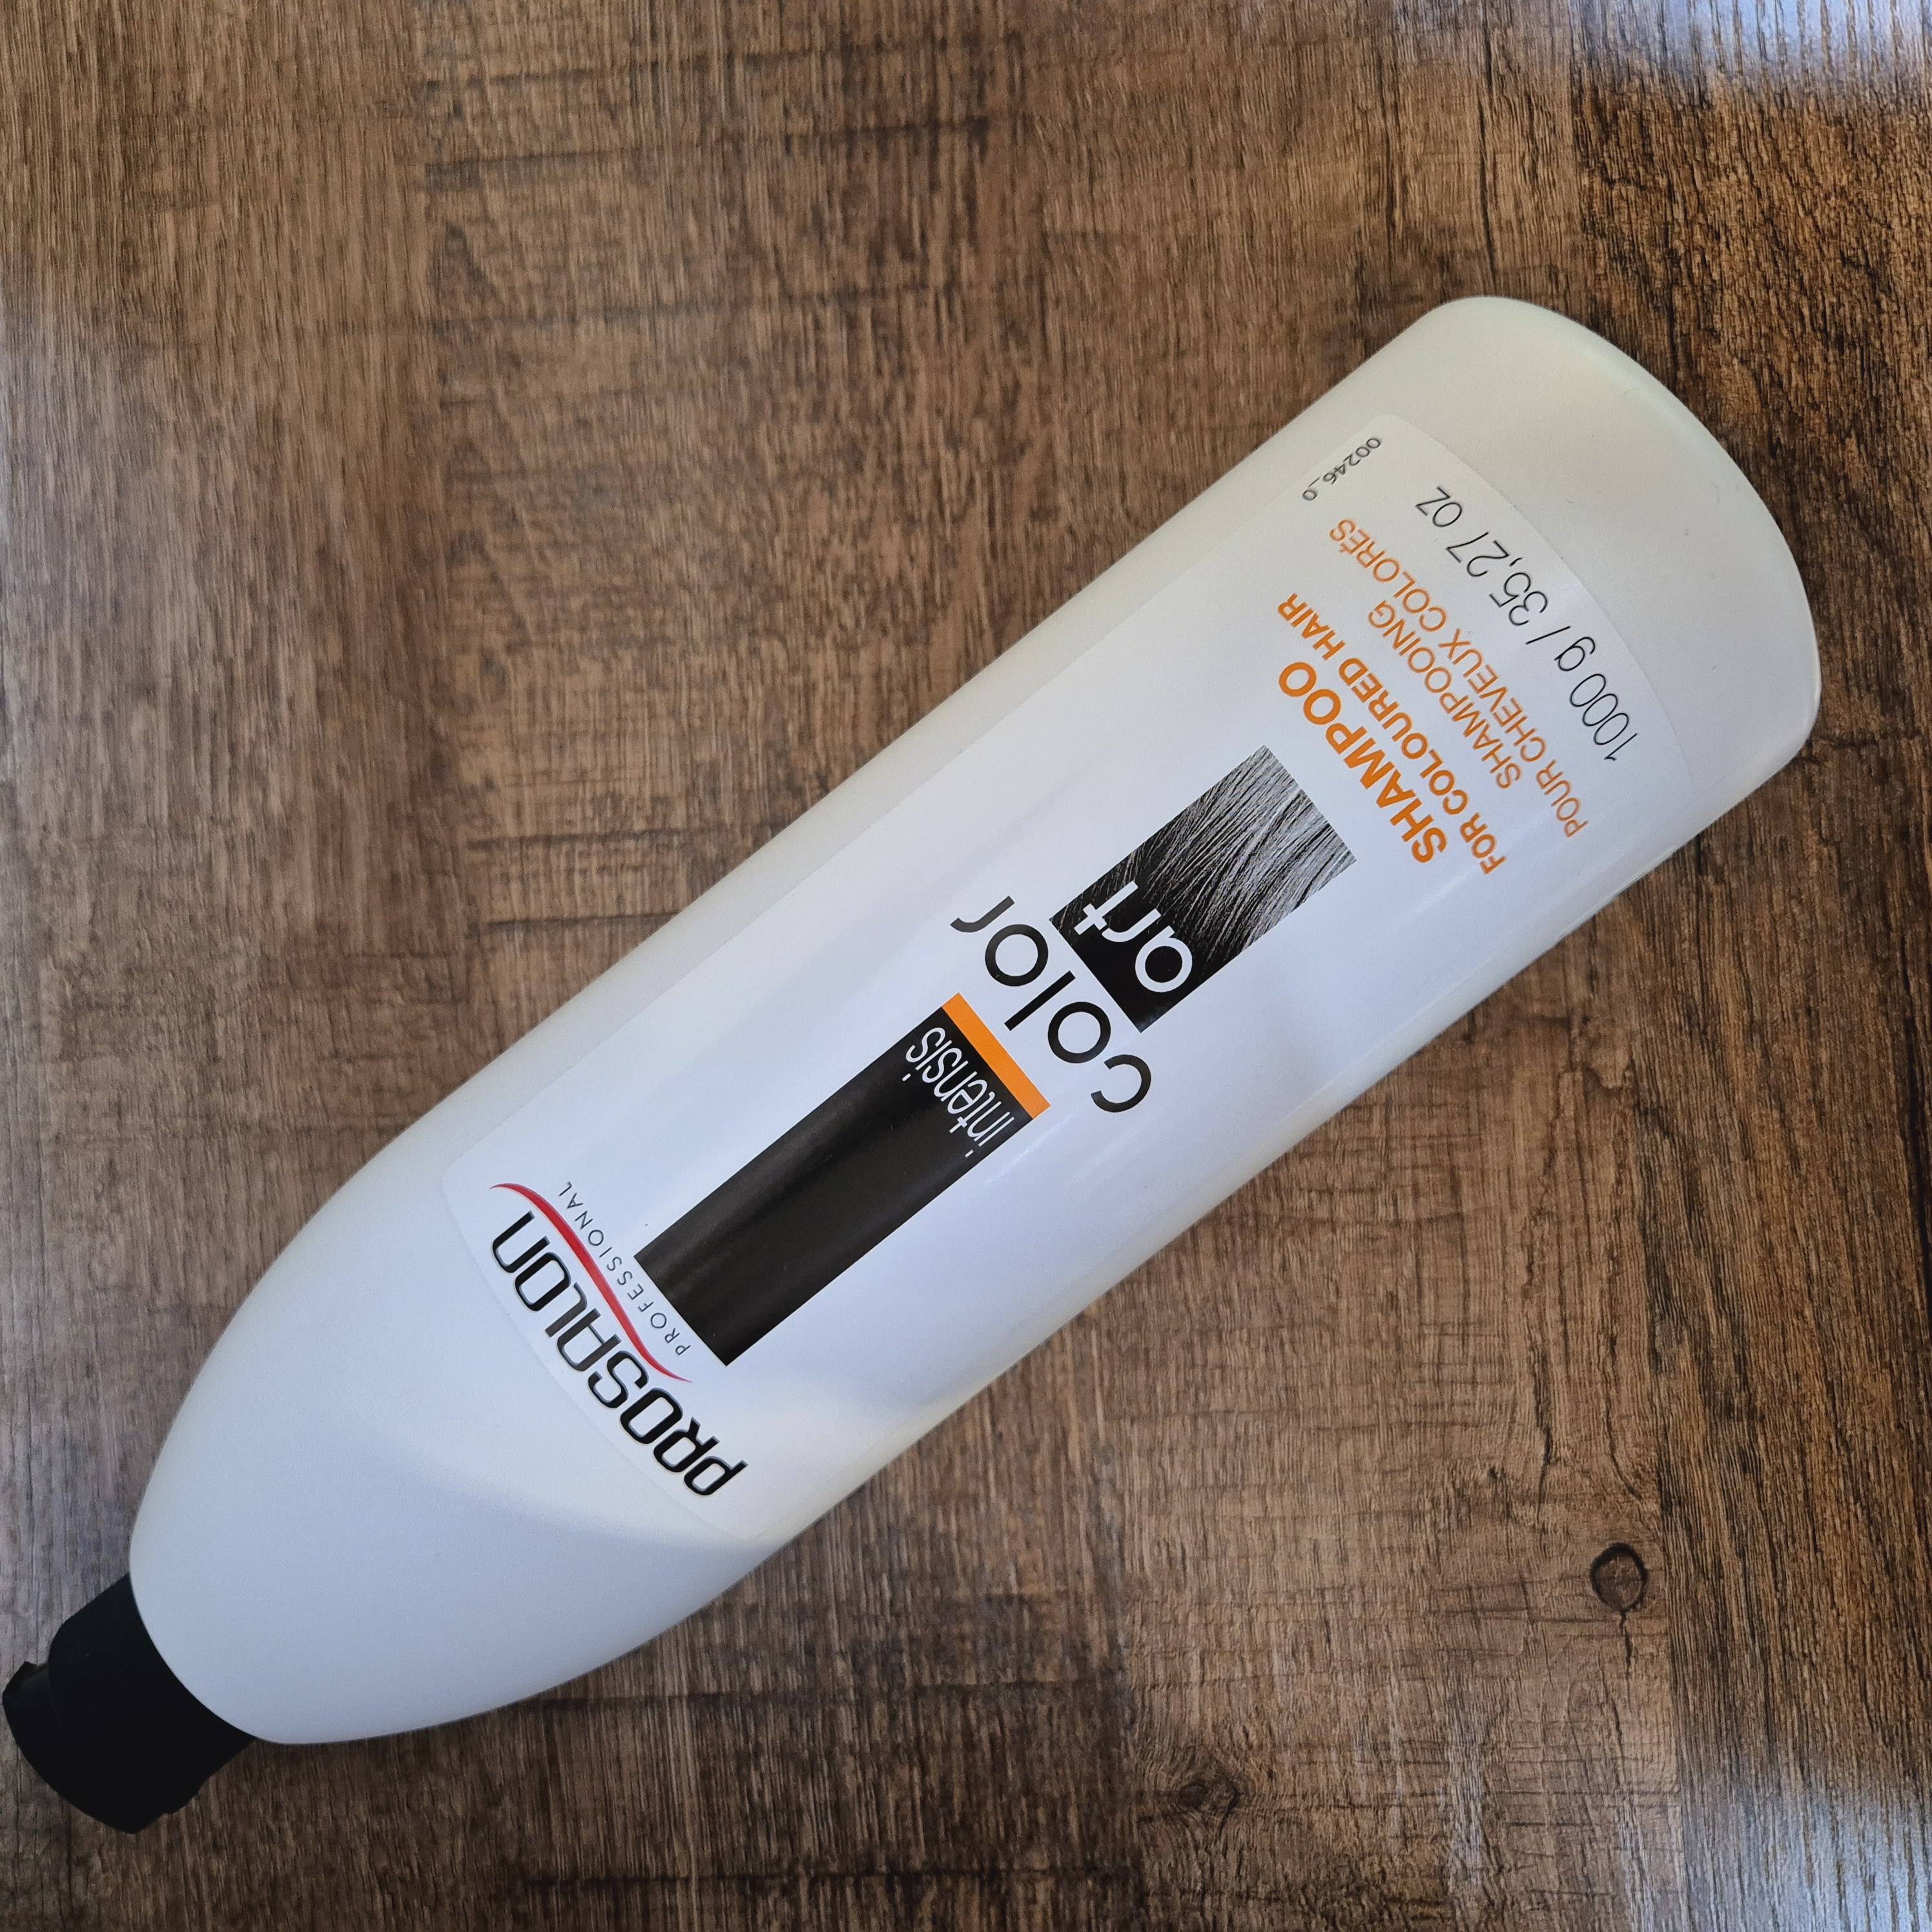 PROSALON
PROFESSIONAL
intensis
color
art
SHAMPOO
FOR COLOURED HAIR
SHAMPOOING
POUR CHEVEUX COLORÉS
1000 g / 35,27 OZ
00246_0